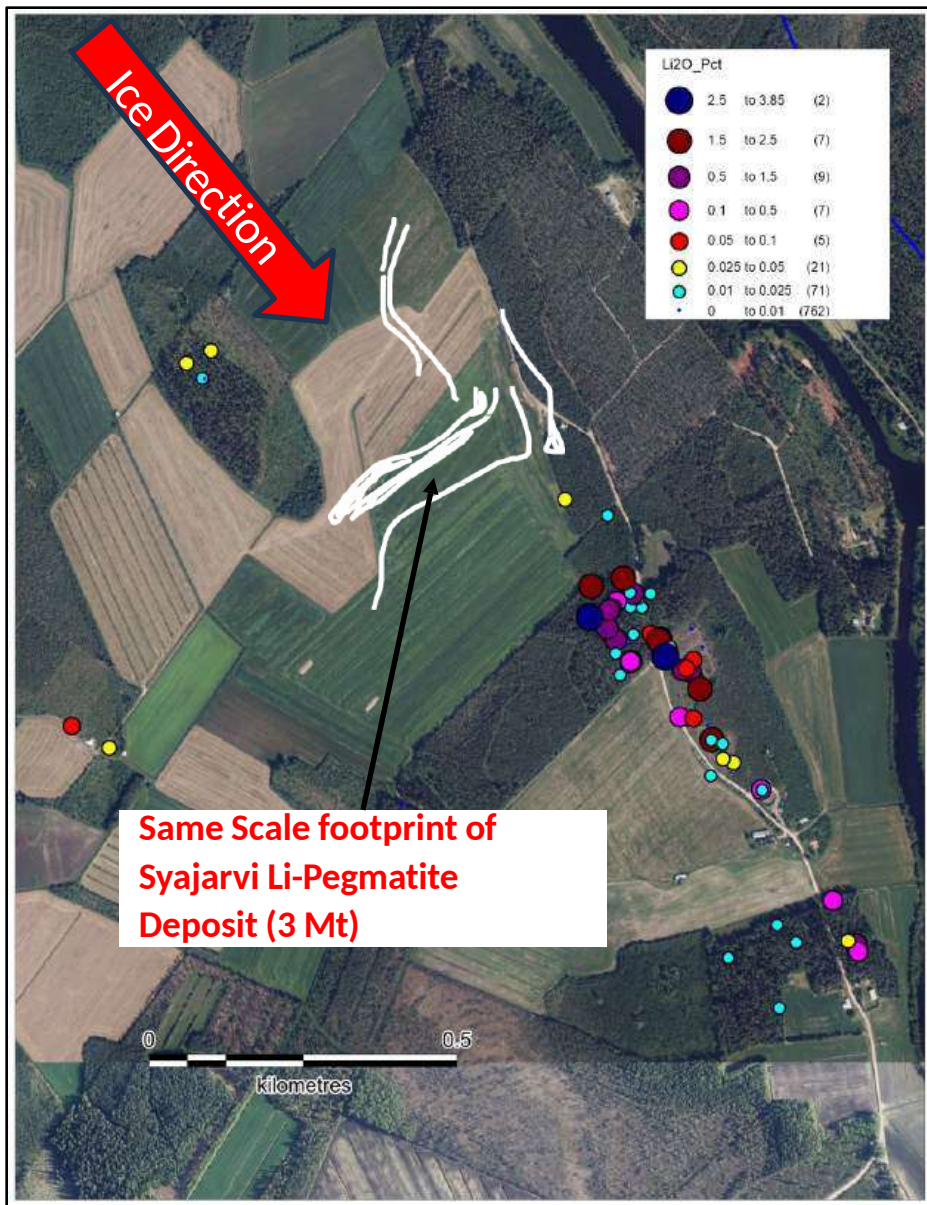 Ice Direction
Li2O_Pct
2.5 to 3.85 (2)
1.5 to 2.5 (7)
0.5 to 1.5 (9)
0.1 to 0.5 (7)
0.05 to 0.1 (5)
0.025 to 0.05 (21)
0.01 to 0.025 (71)
0 to 0.01 (762)
Same Scale footprint of
Syajarvi Li-Pegmatite
Deposit (3 Mt)
0 0.5
kilometres